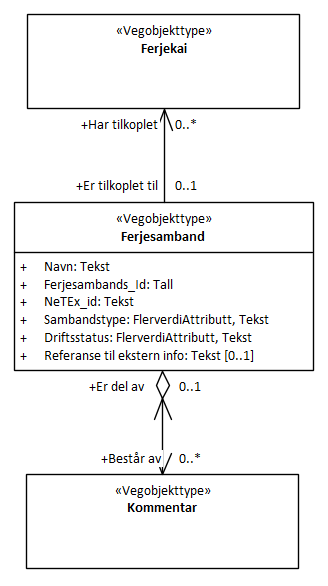 «Vegobjekttype»
Ferjekai
+Har tilkoplet 0..*
+Er tilkoplet til 0..1
«Vegobjekttype»
Ferjesamband
+ Navn: Tekst
+ Ferjesambands_Id: Tall
+ NeTEx_id: Tekst
+ Sambandstype: FlerverdiAttributt, Tekst
+ Driftsstatus: FlerverdiAttributt, Tekst
+ Referanse til ekstern info: Tekst [0..1]
+Er del av 0..1
+Består av 0..*
«Vegobjekttype»
Kommentar